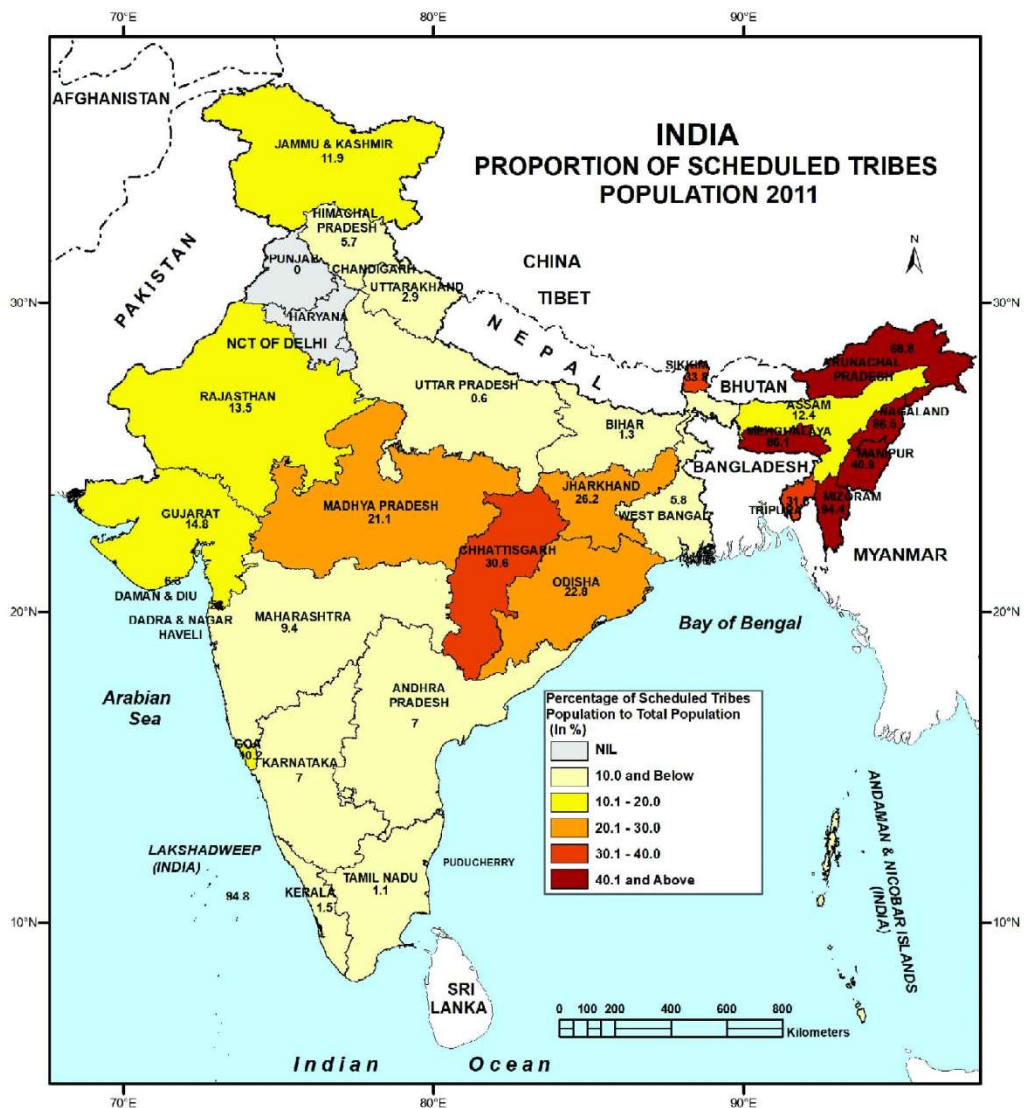 70°E
80°E
90°E
AFGHANISTAN
INDIA
PROPORTION OF SCHEDULED TRIBES
POPULATION 2011
JAMMU & KASHMIR
11.9
HIMACHAL
PRADESH
5.7
PUNJAB
0
CHANDIGARH
UTTARAKHAND
2.9
PAKISTAN
CHINA
TIBET
N
30°N
30°N
HARYANA
NCT OF DELHI
NEPAL
RAJASTHAN
13.5
UTTAR PRADESH
0.6
SIKKIM
33.8
BHUTAN
68.8
ARUNACHAL
PRADESH
ASSAM
12.4
NAGALAND
86.5
BIHAR
1.3
MEGHALAYA
86.1
MANIPUR
40.9
BANGLADESH
JHARKHAND
26.2
MADHYA PRADESH
21.1
5.8
WEST BENGAL
31.8
TRIPURA
MIZORAM
94.4
GUJARAT
14.8
CHHATTISGARH
30.6
MYANMAR
ODISHA
22.8
6.3
DAMAN & DIU
DADRA & NAGAR
HAVELI
MAHARASHTRA
9.4
20°N
20°N
Bay of Bengal
Arabian
Sea
ANDHRA
PRADESH
7
Percentage of Scheduled Tribes
Population to Total Population
(In %)
NIL
10.0 and Below
10.1 - 20.0
20.1 - 30.0
30.1 - 40.0
40.1 and Above
GOA
10.2
KARNATAKA
7
LAKSHADWEEP
(INDIA)
94.8
PUDUCHERRY
TAMIL NADU
1.1
KERALA
1.5
ANDAMAN & NICOBAR ISLANDS
(INDIA)
10°N
10°N
SRI
LANKA
0 100 200 400 600 800
Kilometers
Indian Ocean
70°E
80°E
90°E